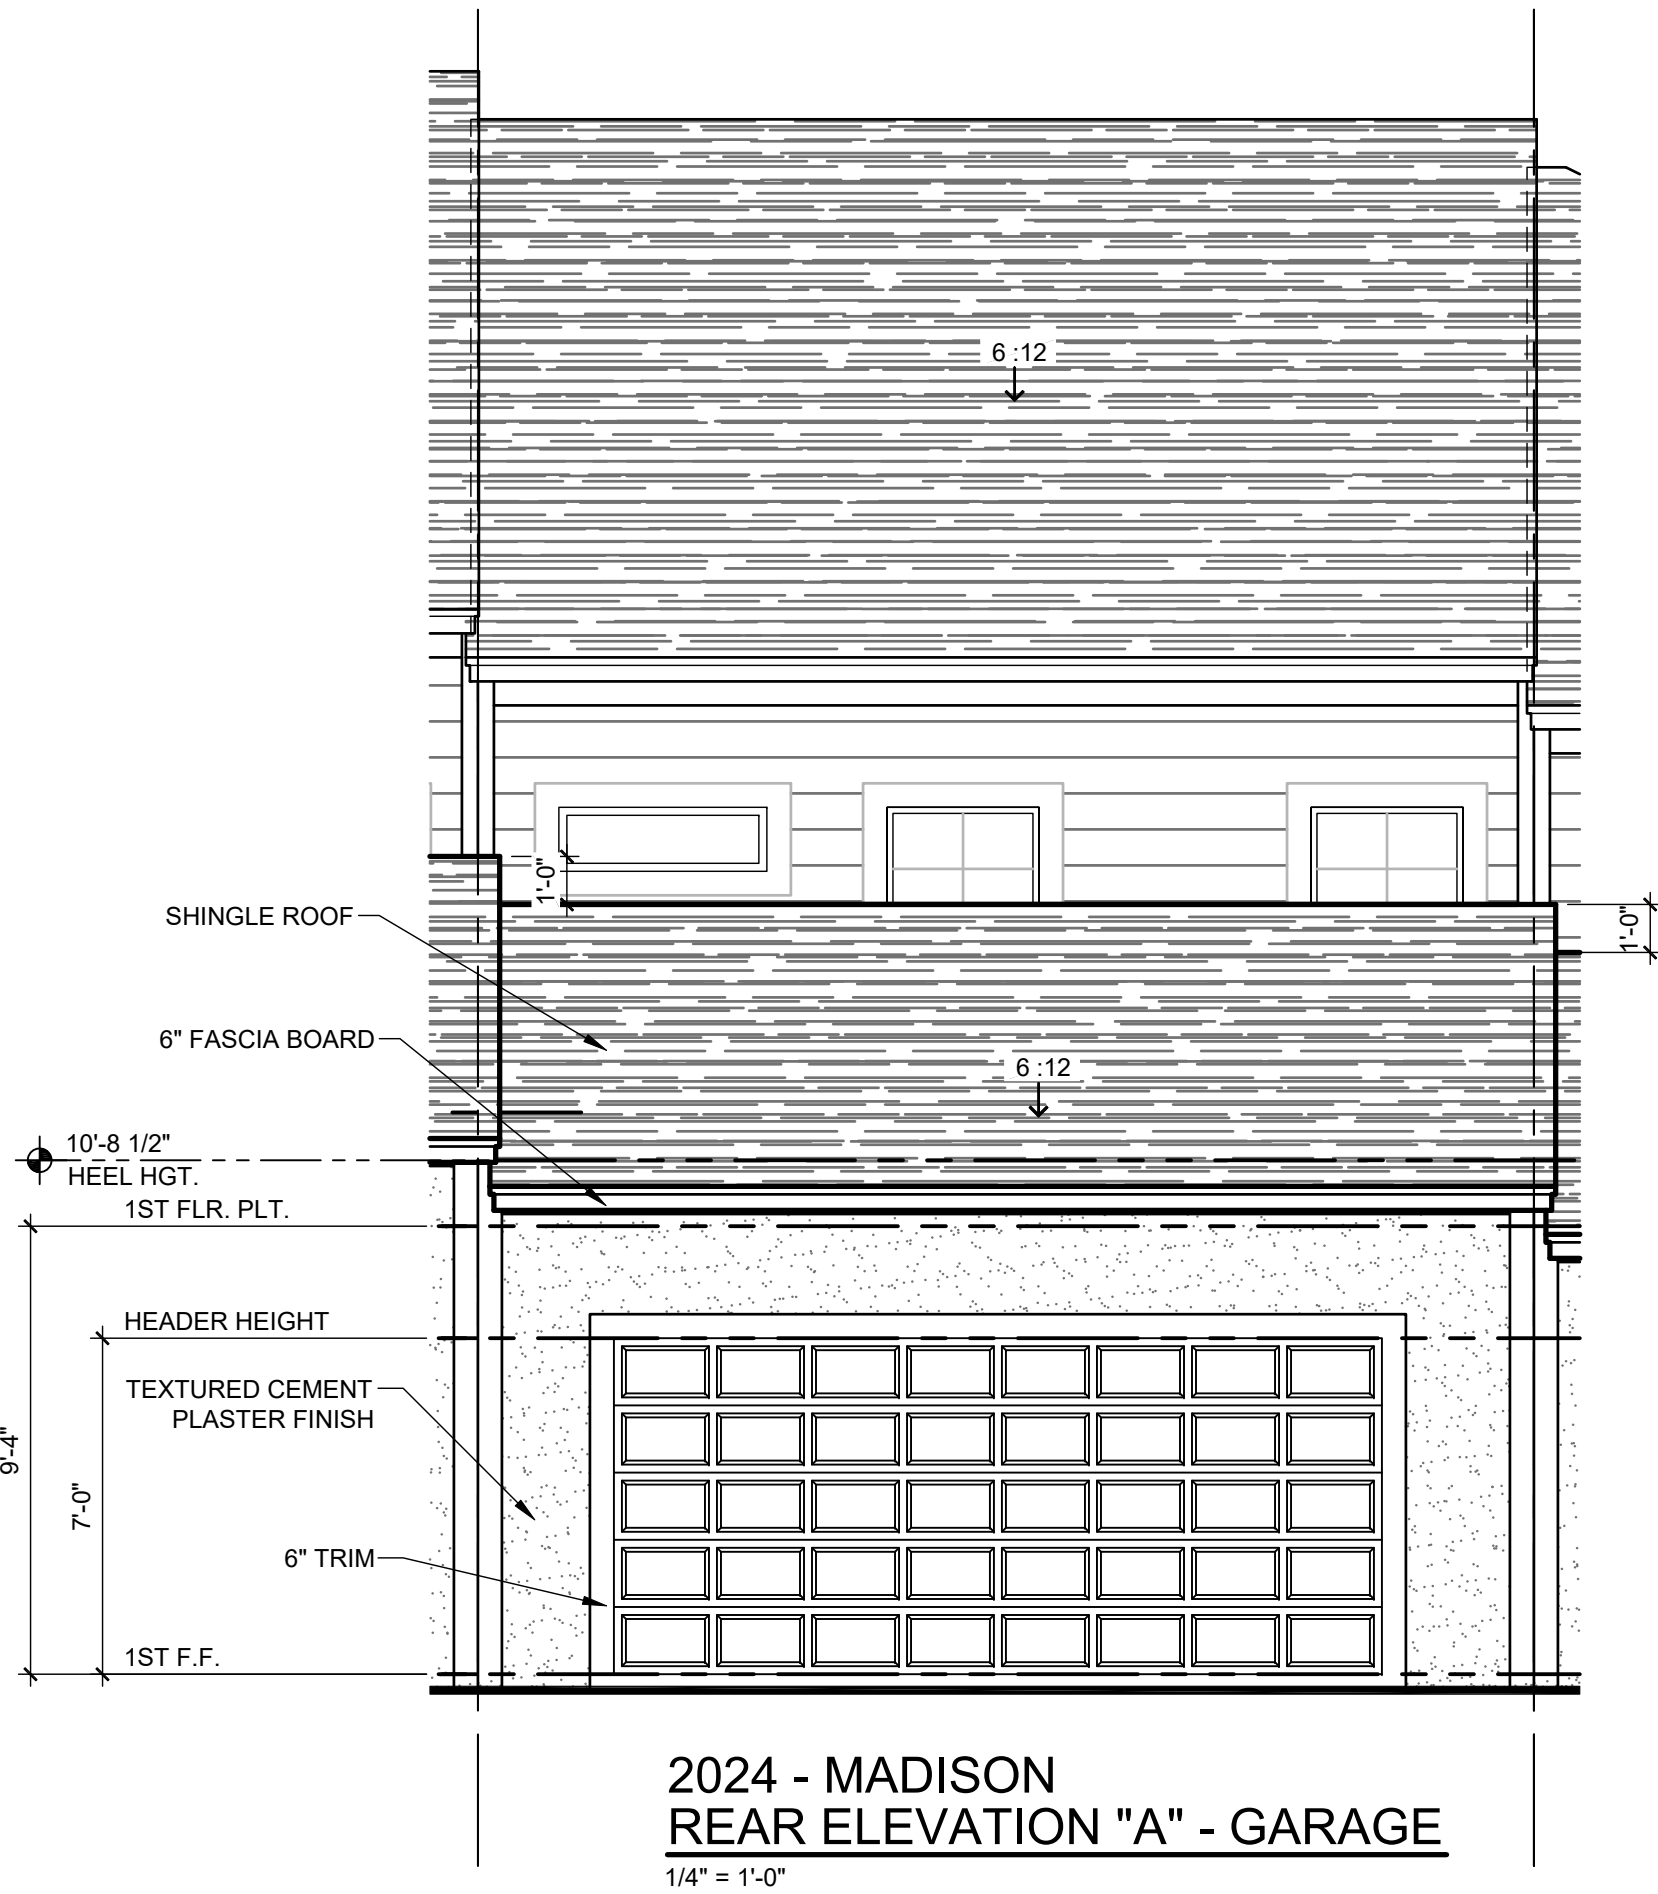 6 :12
1'-0"
1'-0"
SHINGLE ROOF
6" FASCIA BOARD
6 :12
10'-8 1/2"
HEEL HGT.
1ST FLR. PLT.
HEADER HEIGHT
TEXTURED CEMENT
PLASTER FINISH
9'-4"
7'-0"
6" TRIM
1ST F.F.
2024 - MADISON
REAR ELEVATION "A" - GARAGE
1/4" = 1'-0"